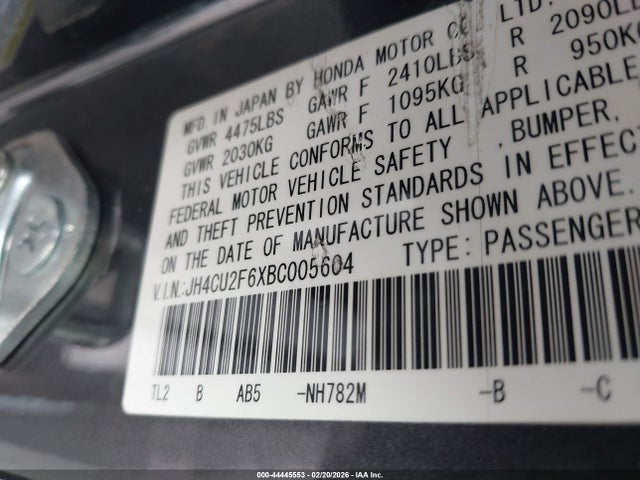 MFD. IN JAPAN BY HONDA MOTOR CO., LTD.
GVWR 4475LBS GAWR F 2410LBS R 2090LB
GVWR 2030KG GAWR F 1095KG R 950KG
THIS VEHICLE CONFORMS TO ALL APPLICABLE
FEDERAL MOTOR VEHICLE SAFETY , BUMPER,
AND THEFT PREVENTION STANDARDS IN EFFECT
ON THE DATE OF MANUFACTURE SHOWN ABOVE.
V.I.N.:JH4CU2F6XBC005604 TYPE: PASSENGER
TL2 B AB5 -NH782M -B -C
000-44445553 - 02/20/2026 - IAA Inc.